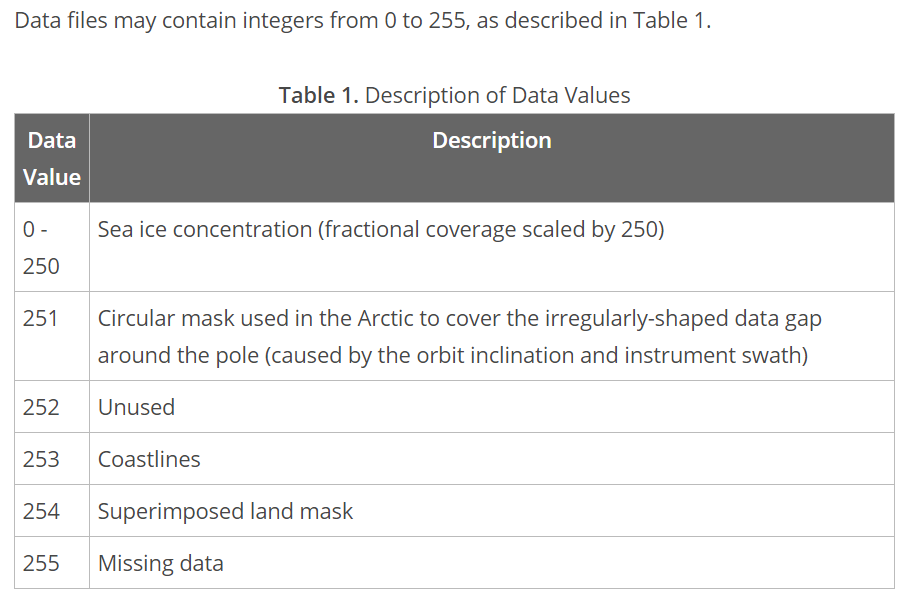 Data files may contain integers from 0 to 255, as described in Table 1.
Table 1. Description of Data Values
Data
Value
Description
0 -
250
Sea ice concentration (fractional coverage scaled by 250)
251
Circular mask used in the Arctic to cover the irregularly-shaped data gap
around the pole (caused by the orbit inclination and instrument swath)
252
Unused
253
Coastlines
254
Superimposed land mask
255
Missing data